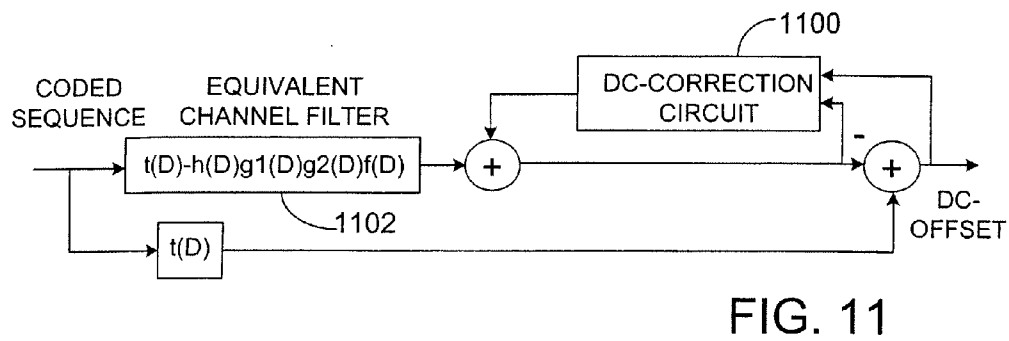 1100
CODED
SEQUENCE
EQUIVALENT
CHANNEL FILTER
DC-CORRECTION
CIRCUIT
t(D)-h(D)g1(D)g2(D)f(D)
+
-
+
1102
DC-
OFFSET
t(D)
FIG. 11